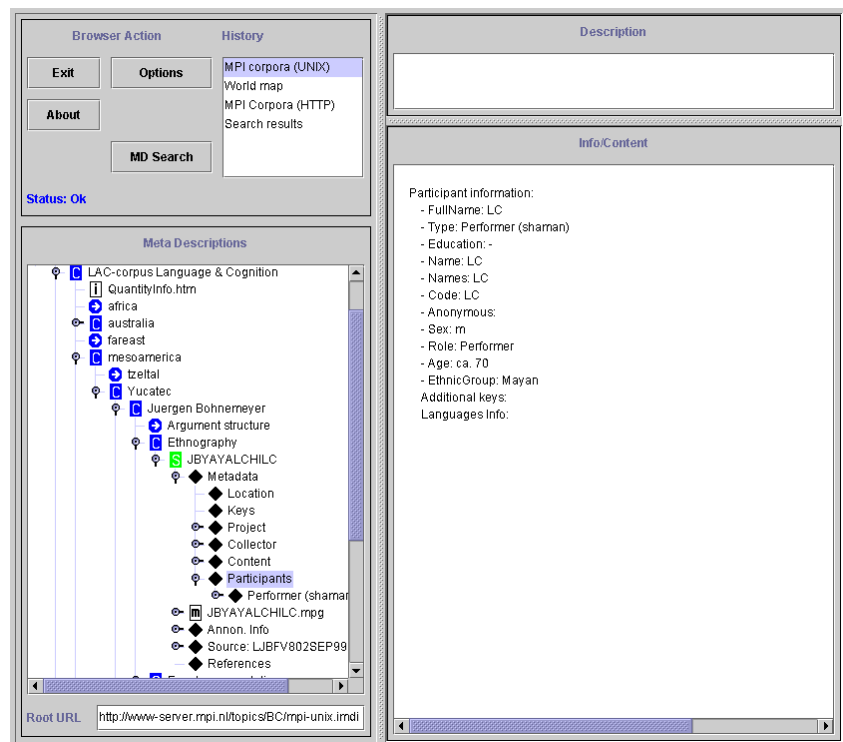 Browser Action
History
Exit
Options
About
MD Search
MPI corpora (UNIX)
World map
MPI Corpora (HTTP)
Search results
Status: Ok
Meta Descriptions
C LAC-corpus Language & Cognition
i QuantityInfo.htm
africa
C australia
fareast
C mesoamerica
tzeltal
C Yucatec
C Juergen Bohnemeyer
Argument structure
C Ethnography
S JBYAYALCHILC
Metadata
Location
Keys
Project
Collector
Content
Participants
Performer (shaman
m JBYAYALCHILC.mpg
Annon. Info
Source: LJBFV802SEP99
References
Root URL
http://www-server.mpi.nl/topics/BC/mpi-unix.imdi
Description
Info/Content
Participant information:
- FullName: LC
- Type: Performer (shaman)
- Education: -
- Name: LC
- Names: LC
- Code: LC
- Anonymous:
- Sex: m
- Role: Performer
- Age: ca. 70
- EthnicGroup: Mayan
Additional keys:
Languages Info: